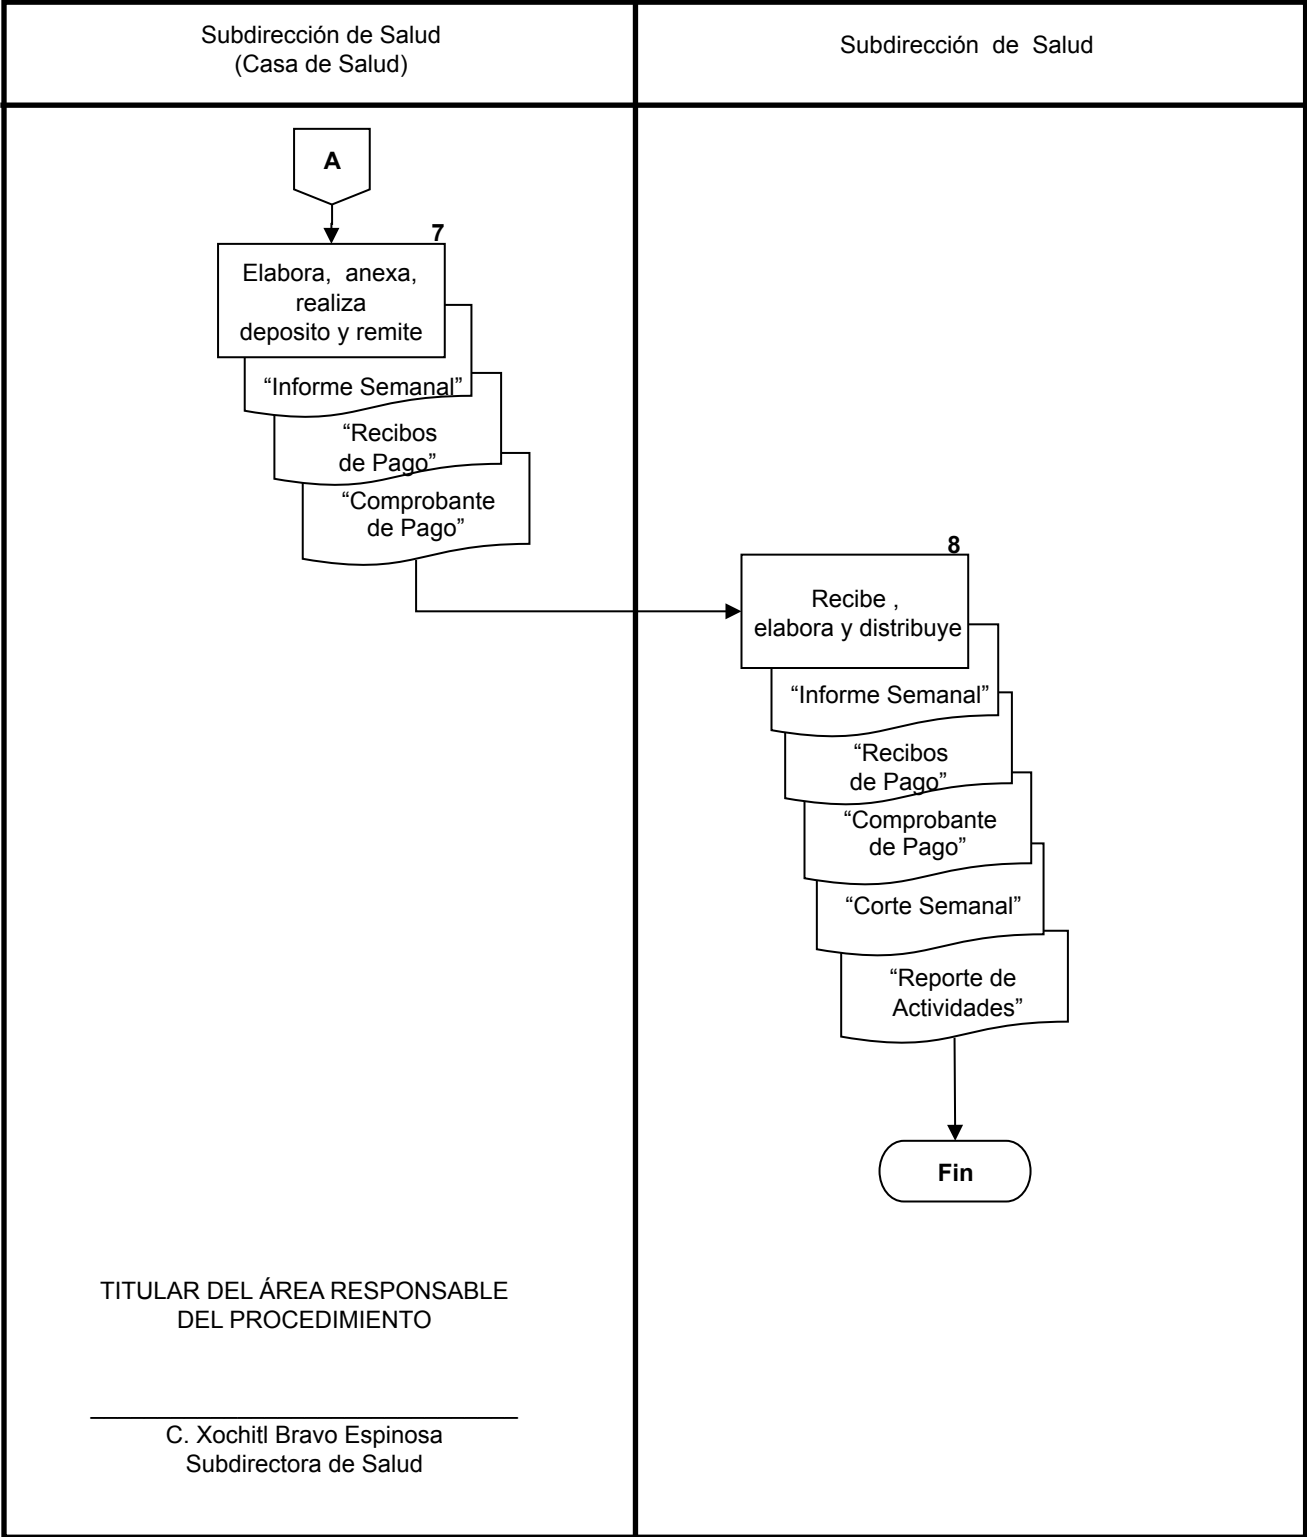 Subdirección de Salud
(Casa de Salud)
Subdirección de Salud
A
7
Elabora, anexa,
realiza
deposito y remite
“Informe Semanal”
“Recibos
de Pago”
“Comprobante
de Pago”
8
Recibe ,
elabora y distribuye
“Informe Semanal”
“Recibos
de Pago”
“Comprobante
de Pago”
“Corte Semanal”
“Reporte de
Actividades”
Fin
TITULAR DEL ÁREA RESPONSABLE
DEL PROCEDIMIENTO
C. Xochitl Bravo Espinosa
Subdirectora de Salud